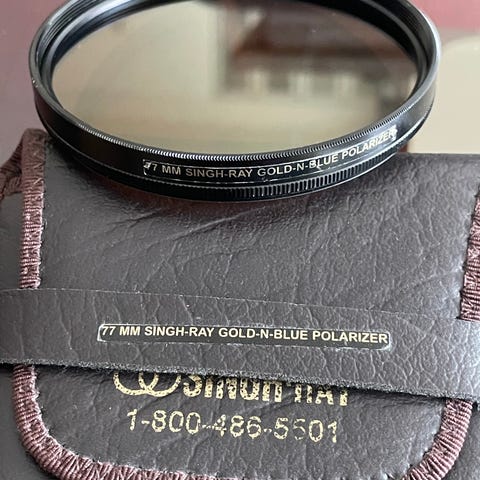 77 MM SINGH-RAY GOLD-N-BLUE POLARIZER
77 MM SINGH-RAY GOLD-N-BLUE POLARIZER
SINGH-RAY
1-800-486-5501